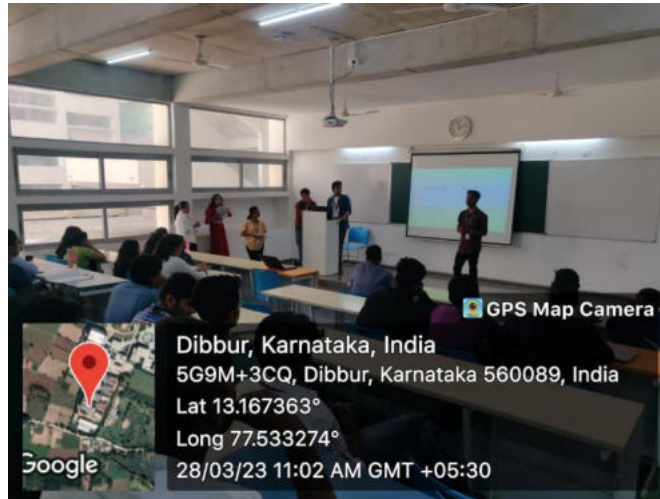 GPS Map Camera
Dibbur, Karnataka, India
5G9M+3CQ, Dibbur, Karnataka 560089, India
Lat 13.167363°
Long 77.533274°
Google
28/03/23 11:02 AM GMT +05:30